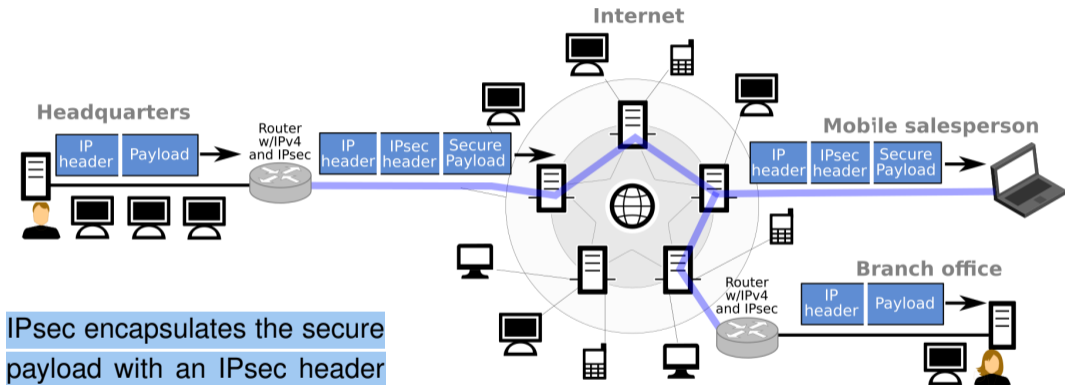 Internet
Headquarters
IP header
Payload
Router
w/IPv4
and IPsec
IP header
IPsec header
Secure Payload
Mobile salesperson
IP header
IPsec header
Secure Payload
Branch office
Router
w/IPv4
and IPsec
IP header
Payload
IPsec encapsulates the secure
payload with an IPsec header